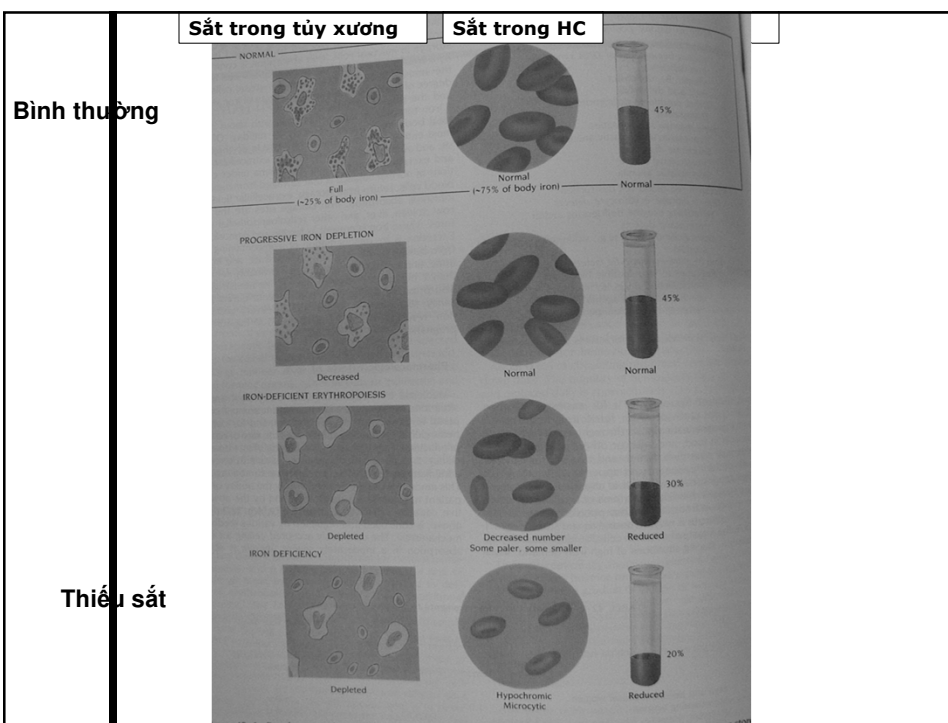 Sắt trong tủy xương
Sắt trong HC
NORMAL
Bình thường
45%
Full
(~25% of body iron)
Normal
(~75% of body iron)
Normal
PROGRESSIVE IRON DEPLETION
45%
Decreased
Normal
Normal
IRON-DEFICIENT ERYTHROPOIESIS
30%
Depleted
Decreased number
Some paler, some smaller
Reduced
IRON DEFICIENCY
Thiếu sắt
20%
Depleted
Hypochromic
Microcytic
Reduced